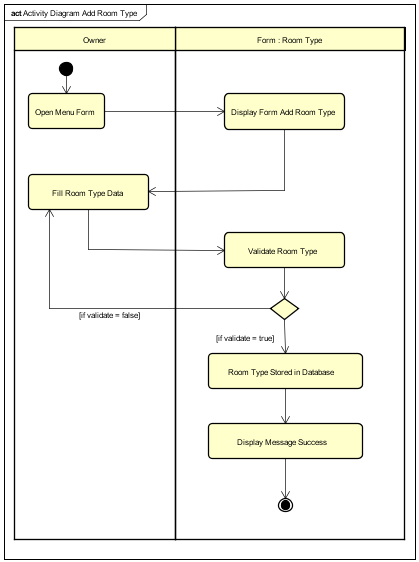 act Activity Diagram Add Room Type
Owner
Form : Room Type
Open Menu Form
Display Form Add Room Type
Fill Room Type Data
Validate Room Type
[if validate = false]
[if validate = true]
Room Type Stored in Database
Display Message Success